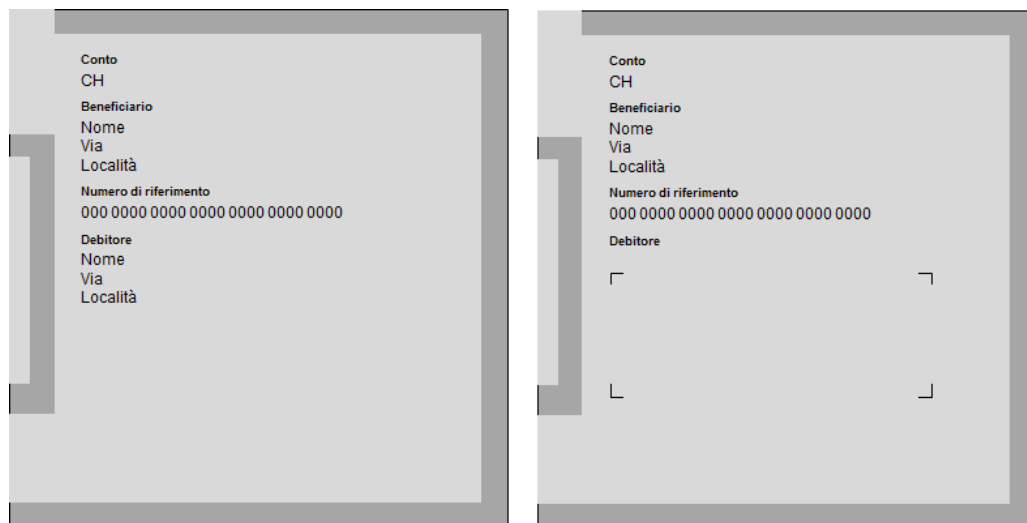 Conto
CH
Beneficiario
Nome
Via
Località
Numero di riferimento
000 0000 0000 0000 0000 0000 0000
Debitore
Nome
Via
Località
Conto
CH
Beneficiario
Nome
Via
Località
Numero di riferimento
000 0000 0000 0000 0000 0000 0000
Debitore